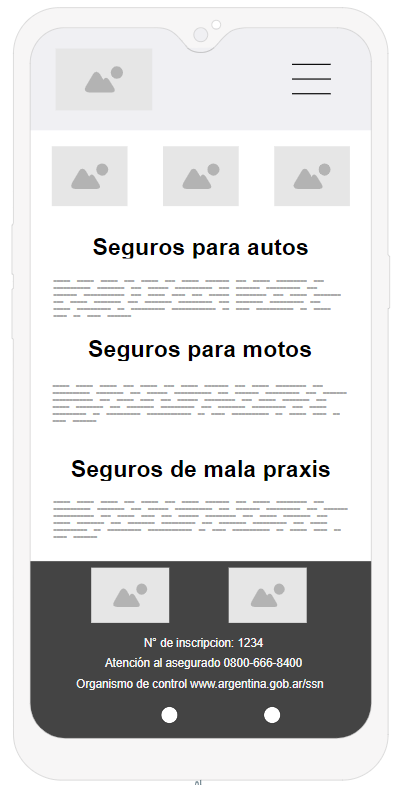 Seguros para autos
Seguros para motos
Seguros de mala praxis
N° de inscripcion: 1234
Atención al asegurado 0800-666-8400
Organismo de control www.argentina.gob.ar/ssn